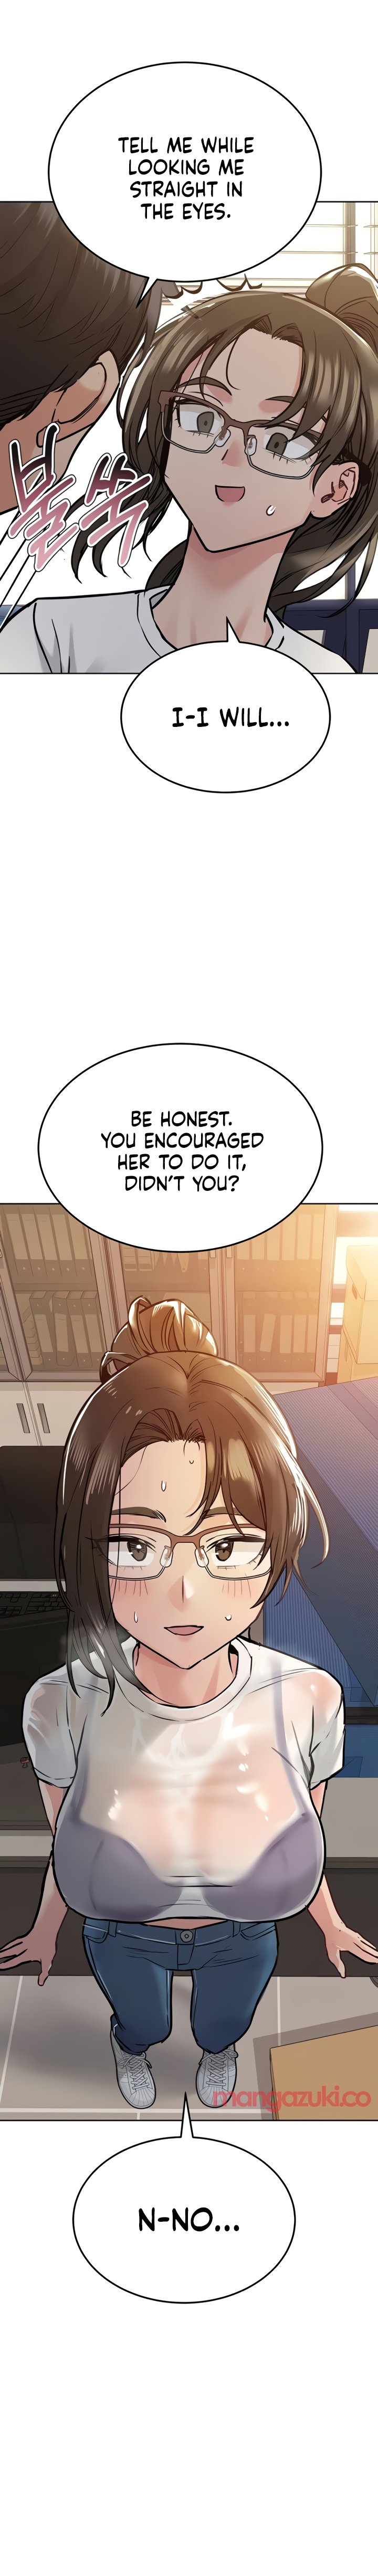 TELL ME WHILE
LOOKING ME
STRAIGHT IN
THE EYES.
불쑥
I-I WILL...
BE HONEST.
YOU ENCOURAGED
HER TO DO IT,
DIDN'T YOU?
mangazuki.co
N-NO...